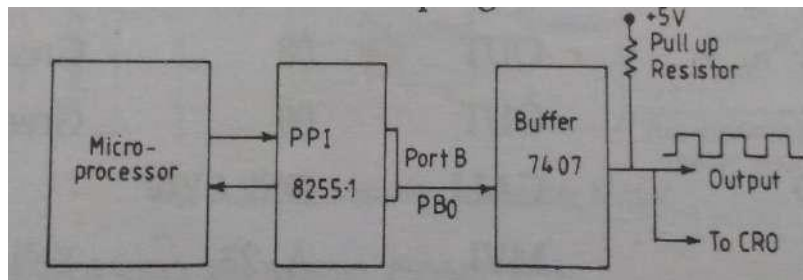 +5V
Pull up
Resistor
Micro-
processor
PPI
8255·1
Port B
PB0
Buffer
7407
Output
To CRO